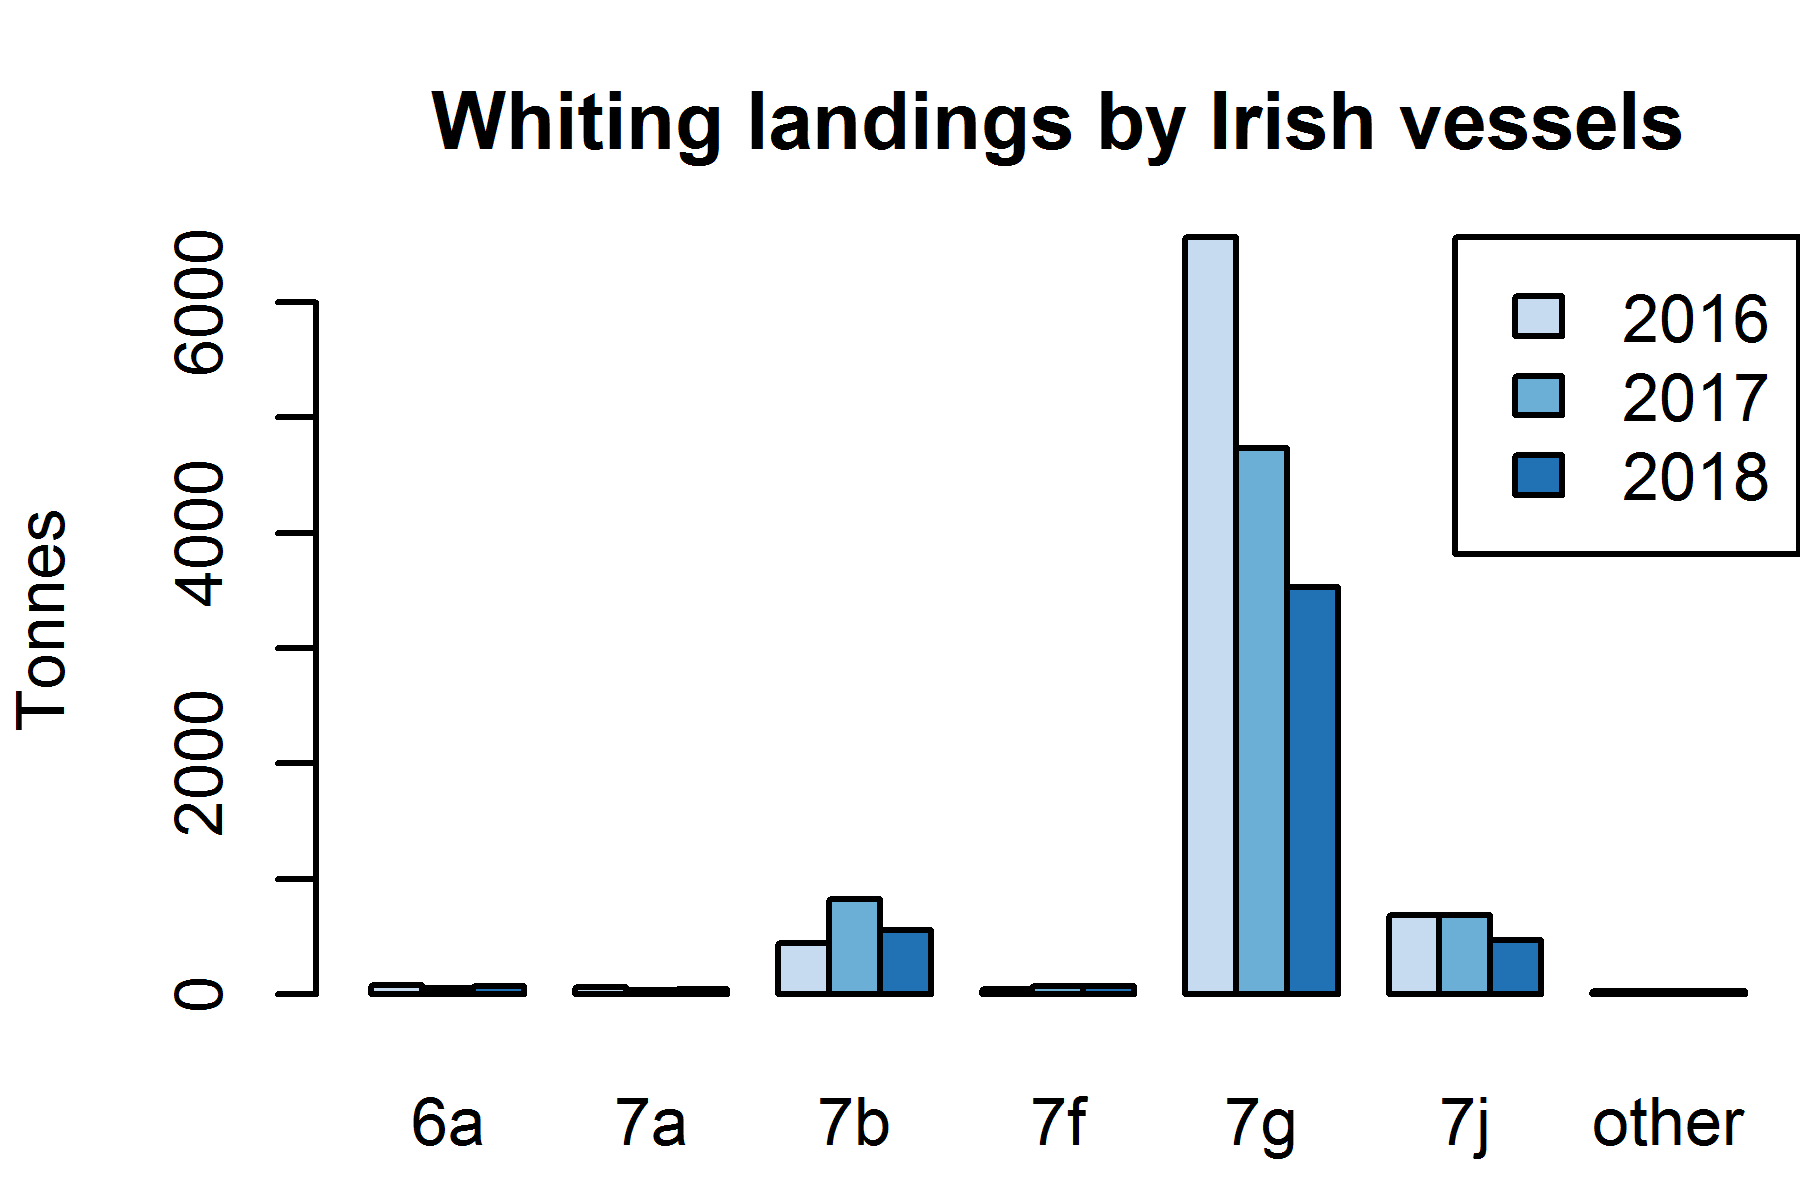 Whiting landings by Irish vessels
Tonnes
6000
4000
2000
0
2016
2017
2018
6a 7a 7b 7f 7g 7j other